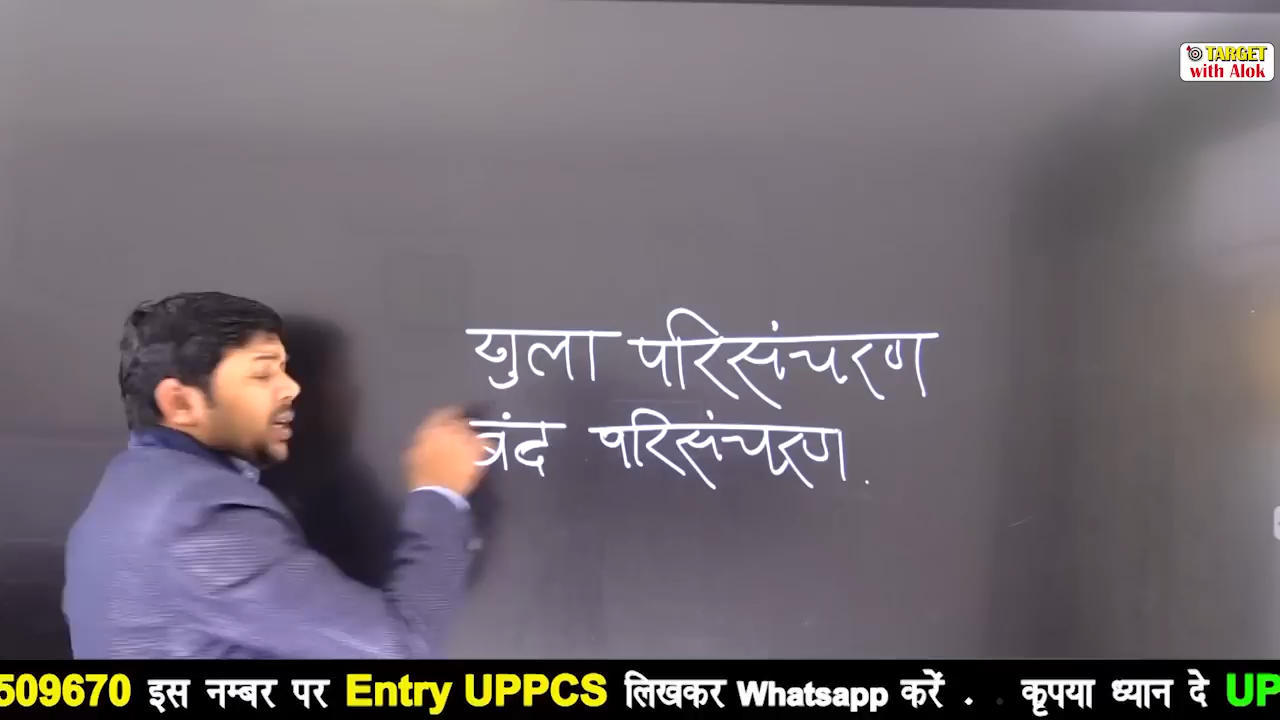 TARGET
with Alok
खुला परिसंचरण
बंद परिसंचरण.
509670 इस नम्बर पर Entry UPPCS लिखकर Whatsapp करें . . कृपया ध्यान दे UP